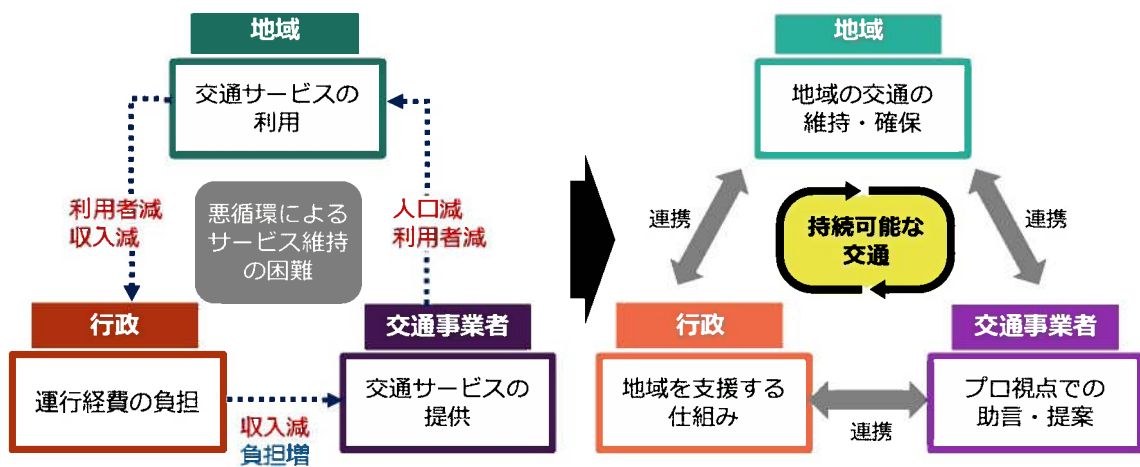 地域
交通サービスの
利用
利用者減
収入減
悪循環による
サービス維持
の困難
人口減
利用者減
行政
運行経費の負担
収入減
負担増
交通事業者
交通サービスの
提供
地域
地域の交通の
維持・確保
連携
持続可能な
交通
連携
行政
地域を支援する
仕組み
連携
交通事業者
プロ視点での
助言・提案